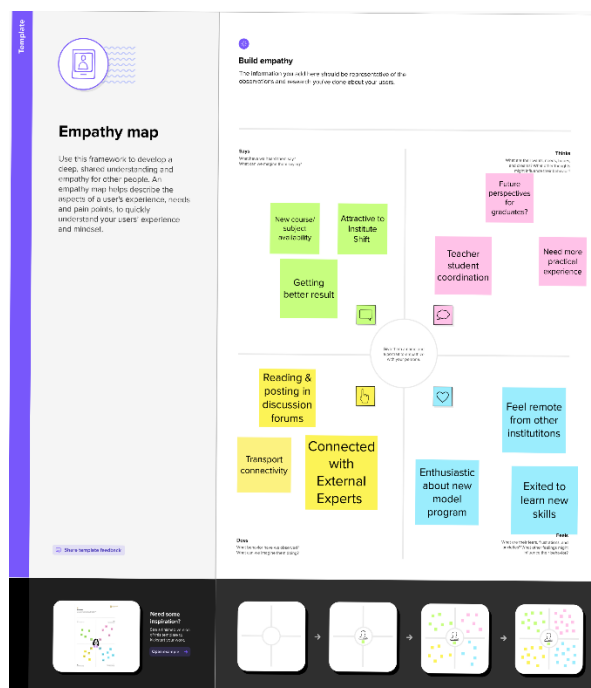 Template
Empathy map
Use this framework to develop a
deep, shared understanding and
empathy for other people. An
empathy map helps describe the
aspects of a user's experience, needs
and pain points, to quickly
understand your users' experience
and mindset.
Share template feedback
Build empathy
The information you add here should be representative of the
observations and research you've done about your users.
Says
Thinks
New course/
subject
availability
Attractive to
Institute
Shift
Getting
better result
Future
perspectives
for
graduates?
Teacher
student
coordination
Need more
practical
experience
Reading &
posting in
discussion
forums
Transport
connectivity
Connected
with
External
Experts
Feel remote
from other
institutitons
Enthusiastic
about new
model
program
Exited to
learn new
skills
Does
Feels
Need some
inspiration?